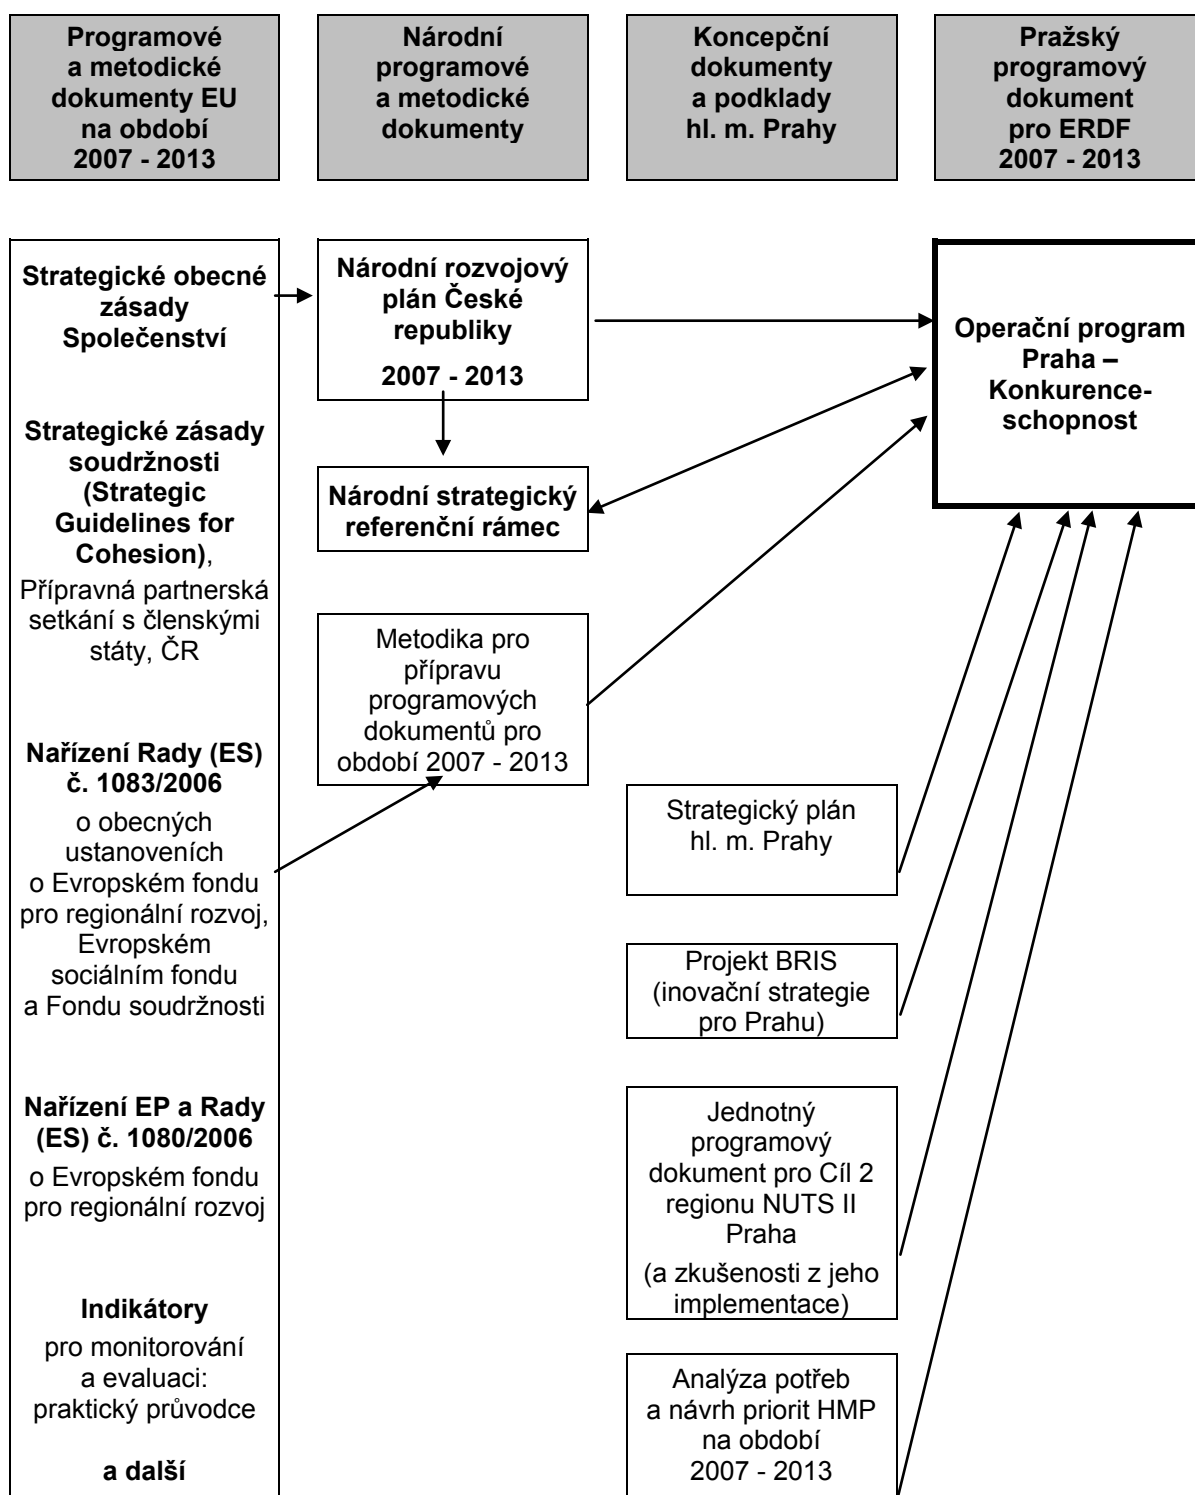 Programové
a metodické
dokumenty EU
na období
2007 - 2013
Národní
programové
a metodické
dokumenty
Koncepční
dokumenty
a podklady
hl. m. Prahy
Pražský
programový
dokument
pro ERDF
2007 - 2013
Strategické obecné
zásady
Společenství
Strategické zásady
soudržnosti
(Strategic
Guidelines for
Cohesion),
Přípravná partnerská
setkání s členskými
státy, ČR
Nařízení Rady (ES)
č. 1083/2006
o obecných
ustanoveních
o Evropském fondu
pro regionální rozvoj,
Evropském
sociálním fondu
a Fondu soudržnosti
Nařízení EP a Rady
(ES) č. 1080/2006
o Evropském fondu
pro regionální rozvoj
Indikátory
pro monitorování
a evaluaci:
praktický průvodce
a další
Národní rozvojový
plán České
republiky
2007 - 2013
Národní strategický
referenční rámec
Metodika pro
přípravu
programových
dokumentů pro
období 2007 - 2013
Strategický plán
hl. m. Prahy
Projekt BRIS
(inovační strategie
pro Prahu)
Jednotný
programový
dokument pro Cíl 2
regionu NUTS II
Praha
(a zkušenosti z jeho
implementace)
Analýza potřeb
a návrh priorit HMP
na období
2007 - 2013
Operační program
Praha –
Konkurence-
schopnost